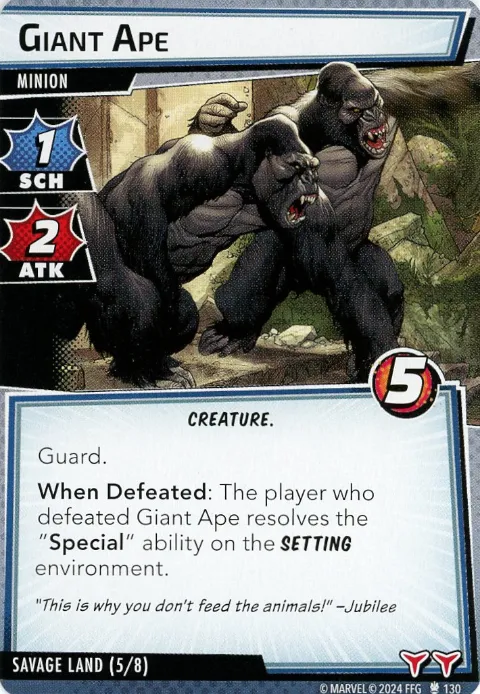 Giant Ape
MINION
1
SCH
2
ATK
5
CREATURE.
Guard.
When Defeated: The player who
defeated Giant Ape resolves the
"Special" ability on the SETTING
environment.
"This is why you don't feed the animals!" –Jubilee
SAVAGE LAND (5/8)
© MARVEL © 2024 FFG 130